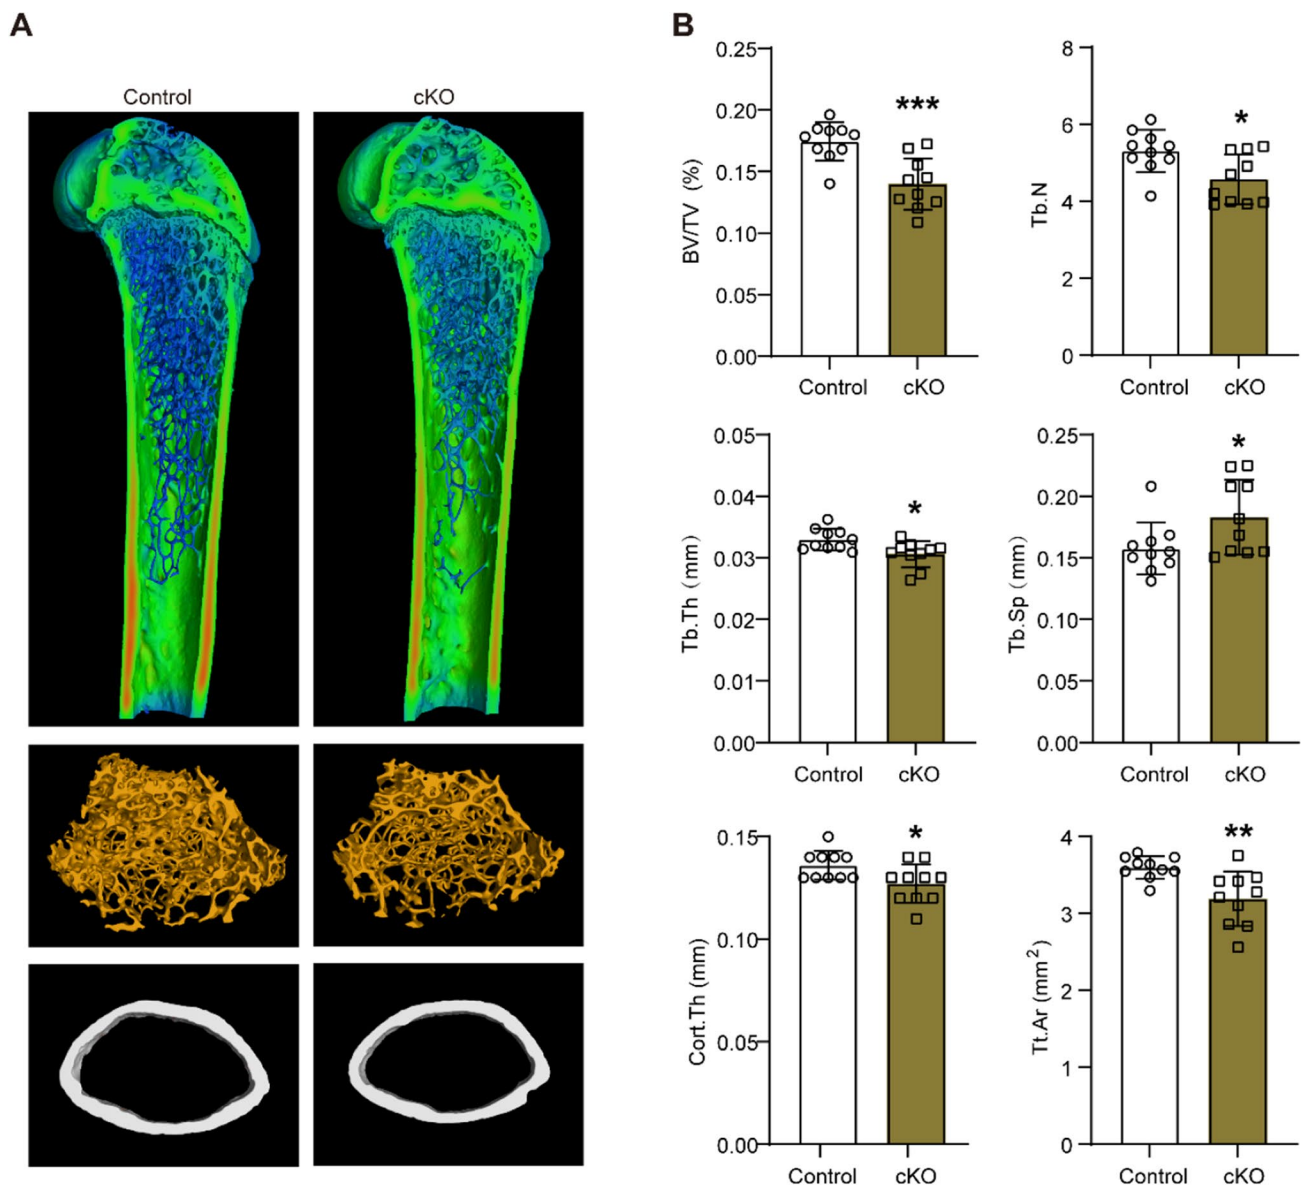 A
Control
cKO
B
0.25
0.20
0.15
0.10
0.05
0.00
BV/TV (%)
***
Control
cKO
8
6
4
2
0
Tb.N
*
Control
cKO
0.05
0.04
0.03
0.02
0.01
0.00
Tb.Th (mm)
*
Control
cKO
0.25
0.20
0.15
0.10
0.05
0.00
Tb.Sp (mm)
*
Control
cKO
0.15
0.10
0.05
0.00
Cort.Th (mm)
*
Control
cKO
4
3
2
1
0
Tt.Ar (mm²)
**
Control
cKO